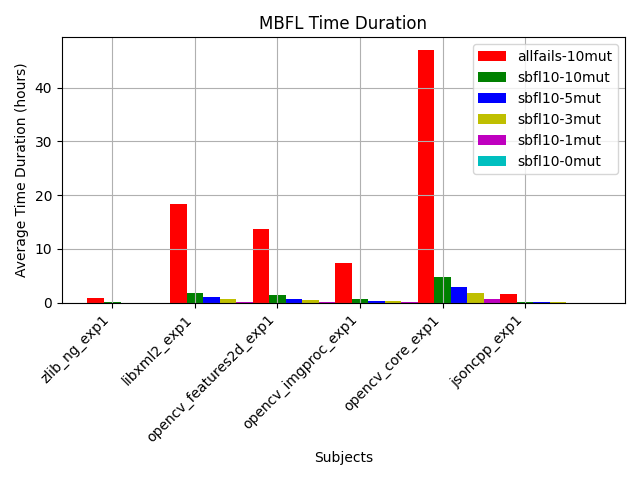 MBFL Time Duration
Average Time Duration (hours)
40
30
20
10
0
allfails-10mut
sbfl10-10mut
sbfl10-5mut
sbfl10-3mut
sbfl10-1mut
sbfl10-0mut
zlib_ng_exp1
libxml2_exp1
opencv_features2d_exp1
opencv_imgproc_exp1
opencv_core_exp1
jsoncpp_exp1
Subjects